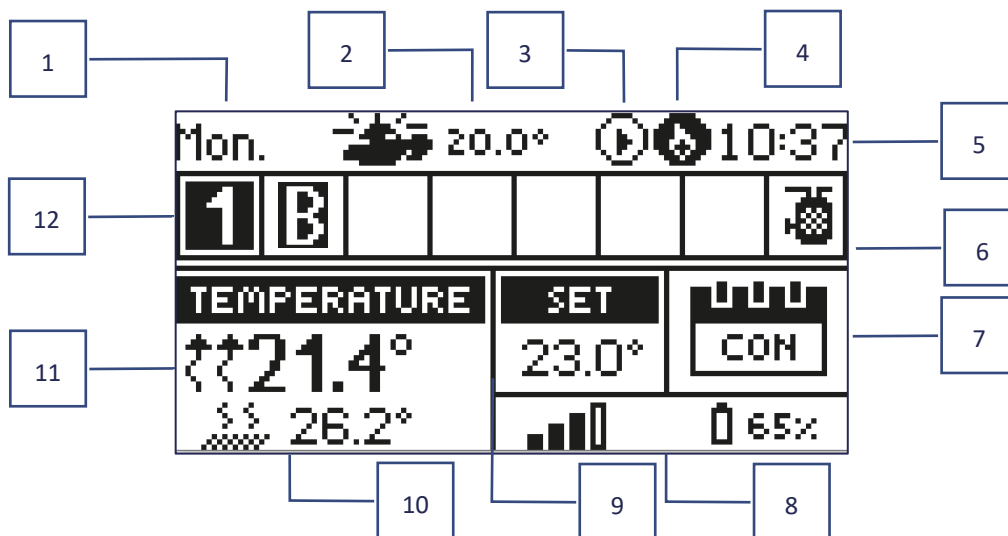 1 2 3 4
Mon. 20.0° 10:37 5
12 1 B 6
TEMPERATURE SET 7
21.4° 23.0° CON
11
26.2° 65%
10 9 8